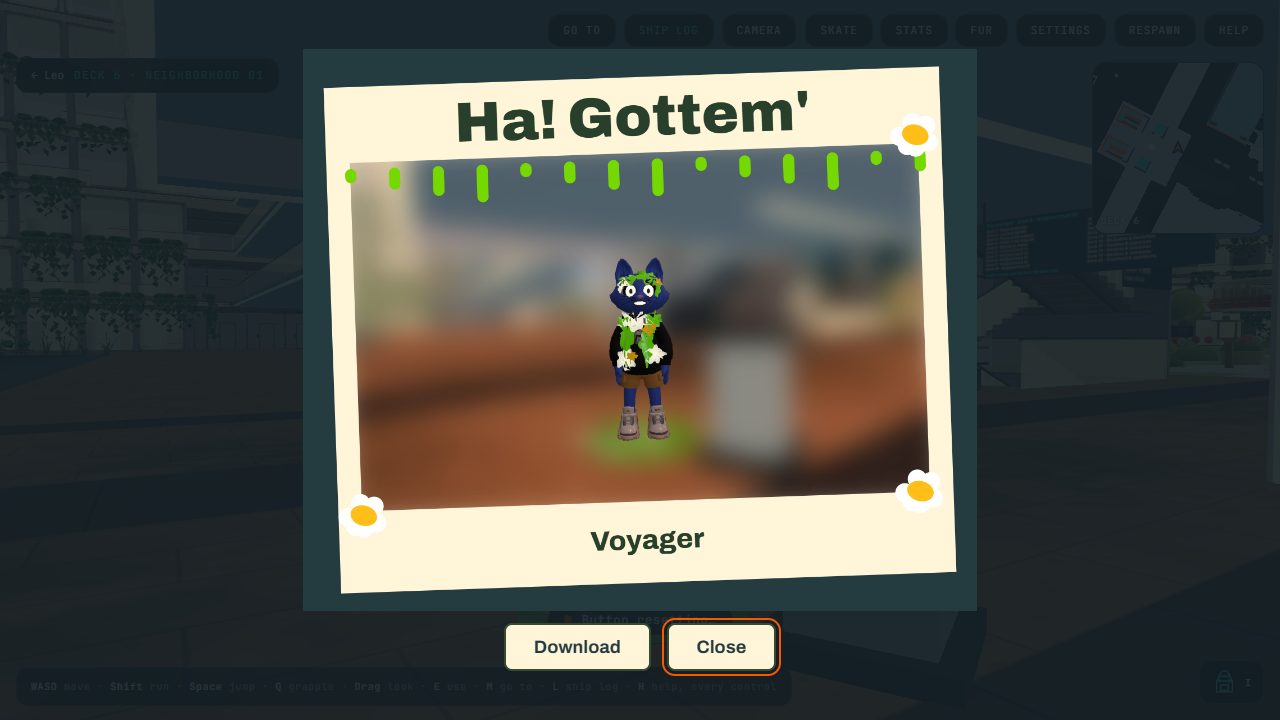 GO TO
SHIP LOG
CAMERA
SKATE
STATS
FUR
SETTINGS
RESPAWN
HELP
← Leo DECK 6 · NEIGHBORHOOD 01
Ha! Gottem'
A
Voyager
Download
Close
WASD move · Shift run · Space jump · Q grapple · Drag look · E use · M go to · L ship log · H help, every control
I